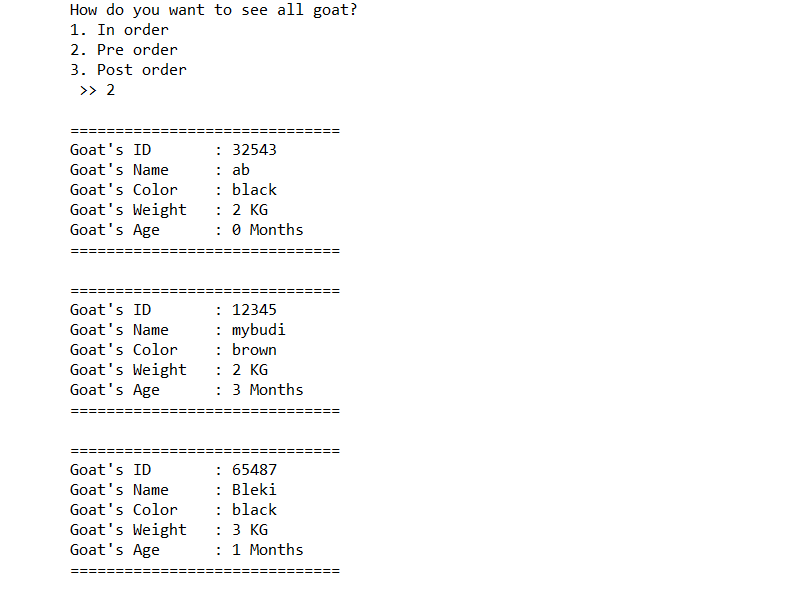 How do you want to see all goat?
1. In order
2. Pre order
3. Post order
 >> 2

==============================
Goat's ID       : 32543
Goat's Name     : ab
Goat's Color    : black
Goat's Weight   : 2 KG
Goat's Age      : 0 Months
==============================

==============================
Goat's ID       : 12345
Goat's Name     : mybudi
Goat's Color    : brown
Goat's Weight   : 2 KG
Goat's Age      : 3 Months
==============================

==============================
Goat's ID       : 65487
Goat's Name     : Bleki
Goat's Color    : black
Goat's Weight   : 3 KG
Goat's Age      : 1 Months
==============================